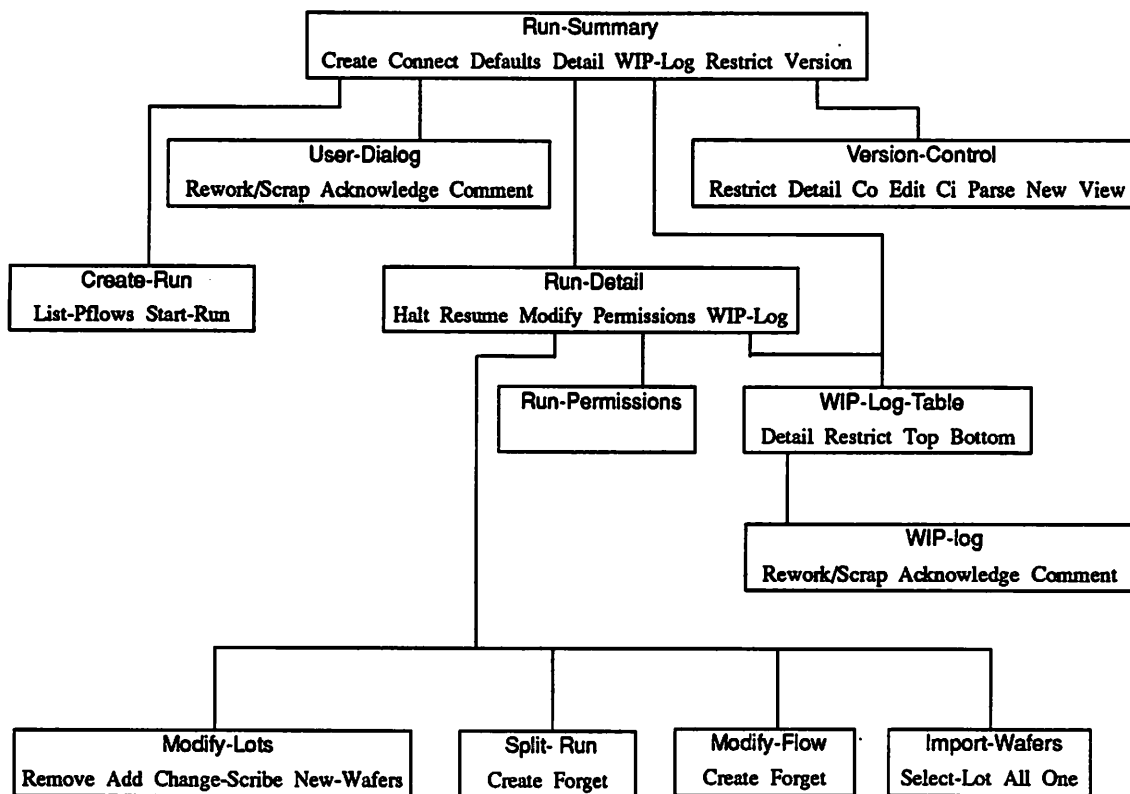 Run-Summary
Create Connect Defaults Detail WIP-Log Restrict Version
User-Dialog
Rework/Scrap Acknowledge Comment
Version-Control
Restrict Detail Co Edit Ci Parse New View
Create-Run
List-Pflows Start-Run
Run-Detail
Halt Resume Modify Permissions WIP-Log
Run-Permissions
WIP-Log-Table
Detail Restrict Top Bottom
WIP-log
Rework/Scrap Acknowledge Comment
Modify-Lots
Remove Add Change-Scribe New-Wafers
Split- Run
Create Forget
Modify-Flow
Create Forget
Import-Wafers
Select-Lot All One